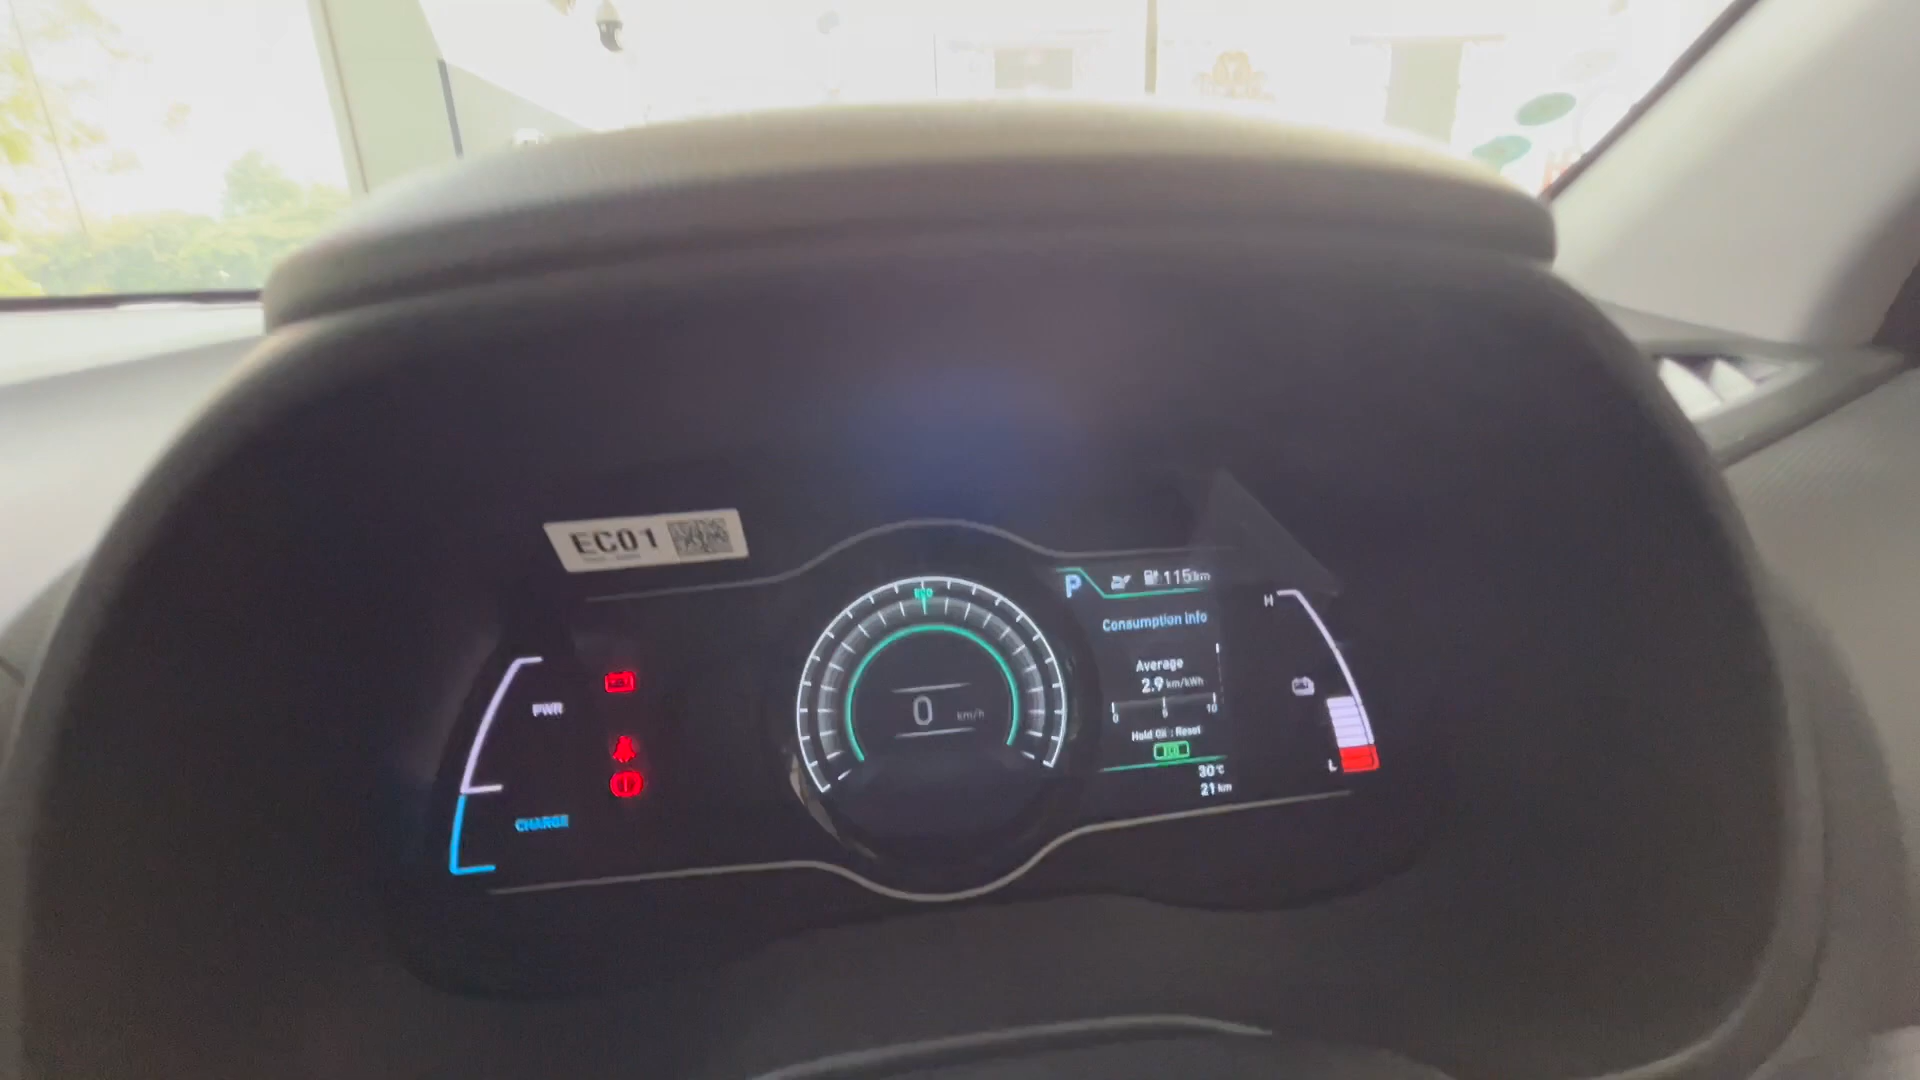 EC01
P 115km
ECO
Consumption Info
H
Average
2.9 km/kWh
PWR
0 km/h
0 5 10
Hold OK : Reset
L
30°C
21 km
CHARGE